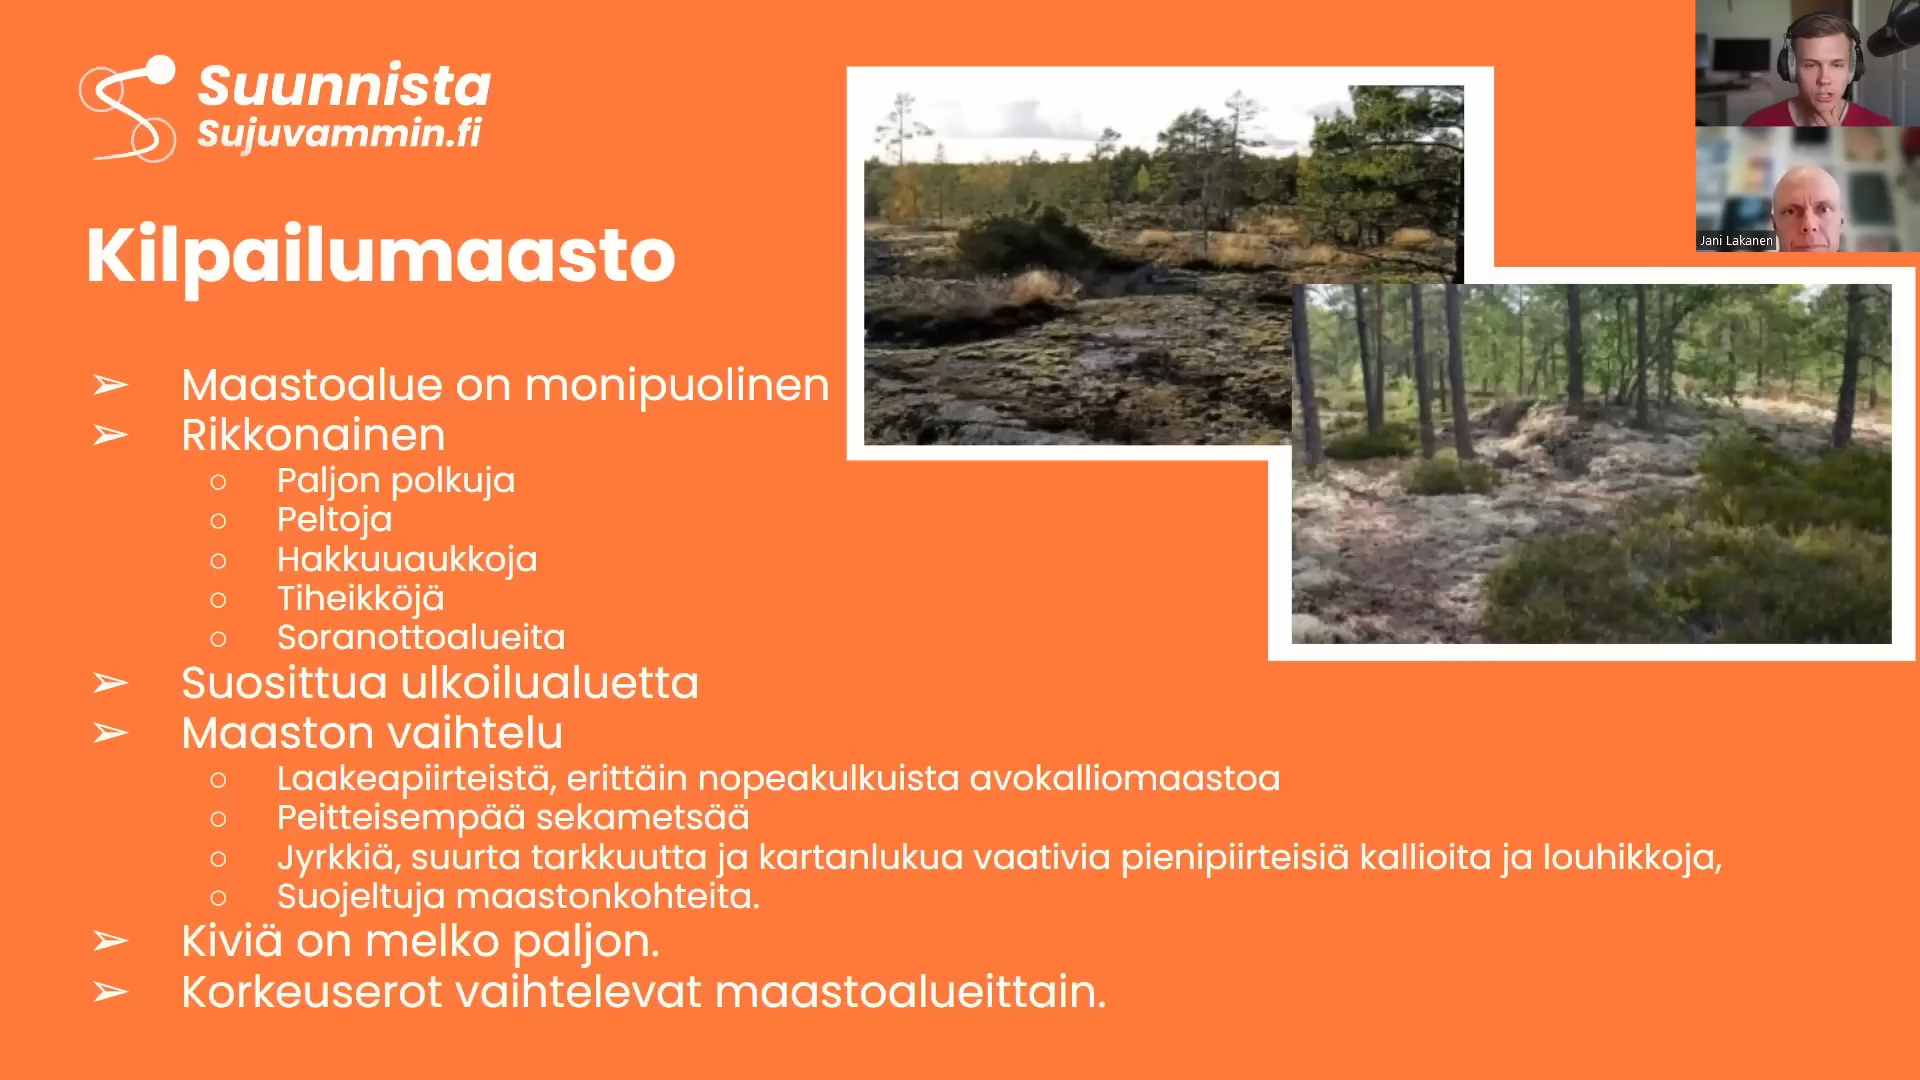 Suunnista
Sujuvammin.fi
Kilpailumaasto
➢ Maastoalue on monipuolinen
➢ Rikkonainen
○ Paljon polkuja
○ Peltoja
○ Hakkuuaukkoja
○ Tiheikköjä
○ Soranottoalueita
➢ Suosittua ulkoilualuetta
➢ Maaston vaihtelu
○ Laakeapiirteistä, erittäin nopeakulkuista avokalliomaastoa
○ Peitteisempää sekametsää
○ Jyrkkiä, suurta tarkkuutta ja kartanlukua vaativia pienipiirteisiä kallioita ja louhikkoja,
○ Suojeltuja maastonkohteita.
➢ Kiviä on melko paljon.
➢ Korkeuserot vaihtelevat maastoalueittain.
Jani Lakanen